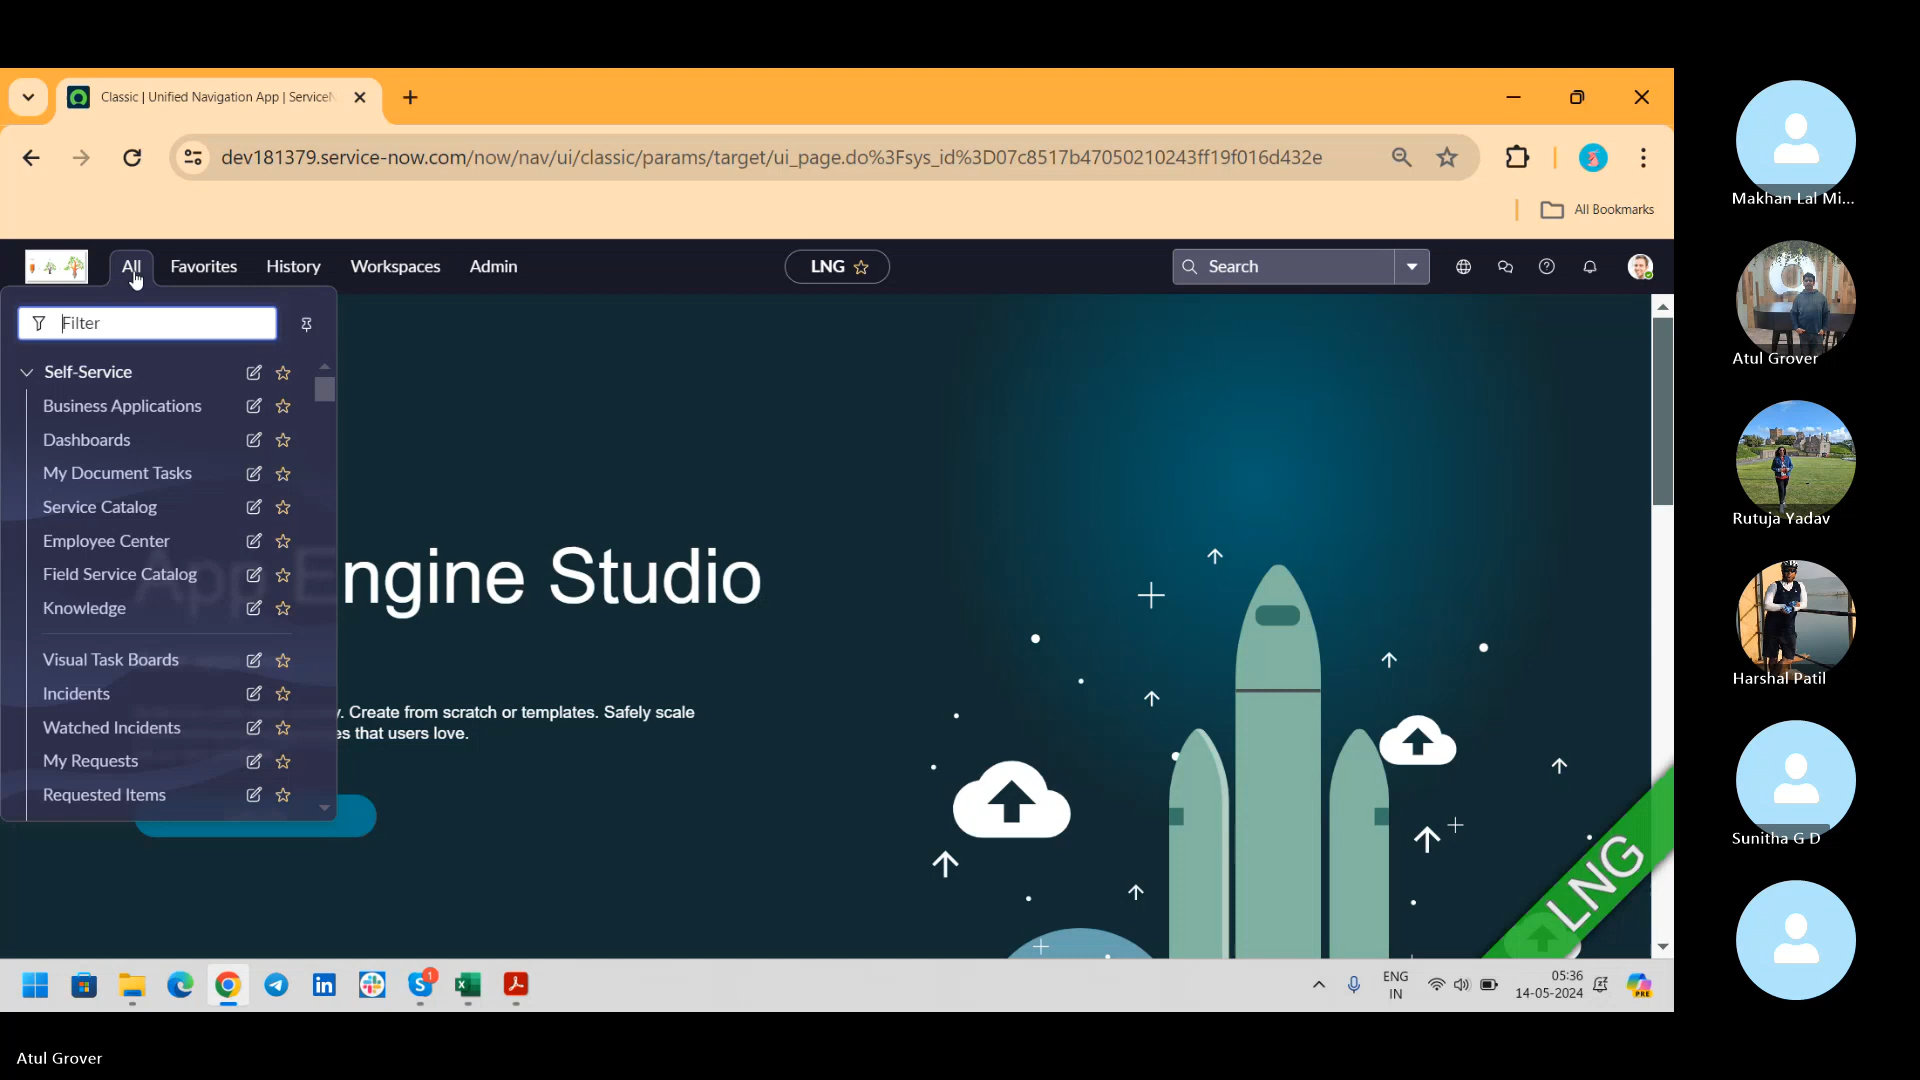 Classic | Unified Navigation App | Service
dev181379.service-now.com/now/nav/ui/classic/params/target/ui_page.do%3Fsys_id%3D07c8517b47050210243ff19f016d432e
All Bookmarks
All
Favorites
History
Workspaces
Admin
LNG
Search
Filter
Self-Service
Business Applications
Dashboards
My Document Tasks
Service Catalog
Employee Center
Field Service Catalog
Knowledge
Visual Task Boards
Incidents
Watched Incidents
My Requests
Requested Items
App Engine Studio
. Create from scratch or templates. Safely scale
es that users love.
LNG
1
ENG
IN
05:36
14-05-2024
PRE
Makhan Lal Mi...
Atul Grover
Rutuja Yadav
Harshal Patil
Sunitha G D
Atul Grover